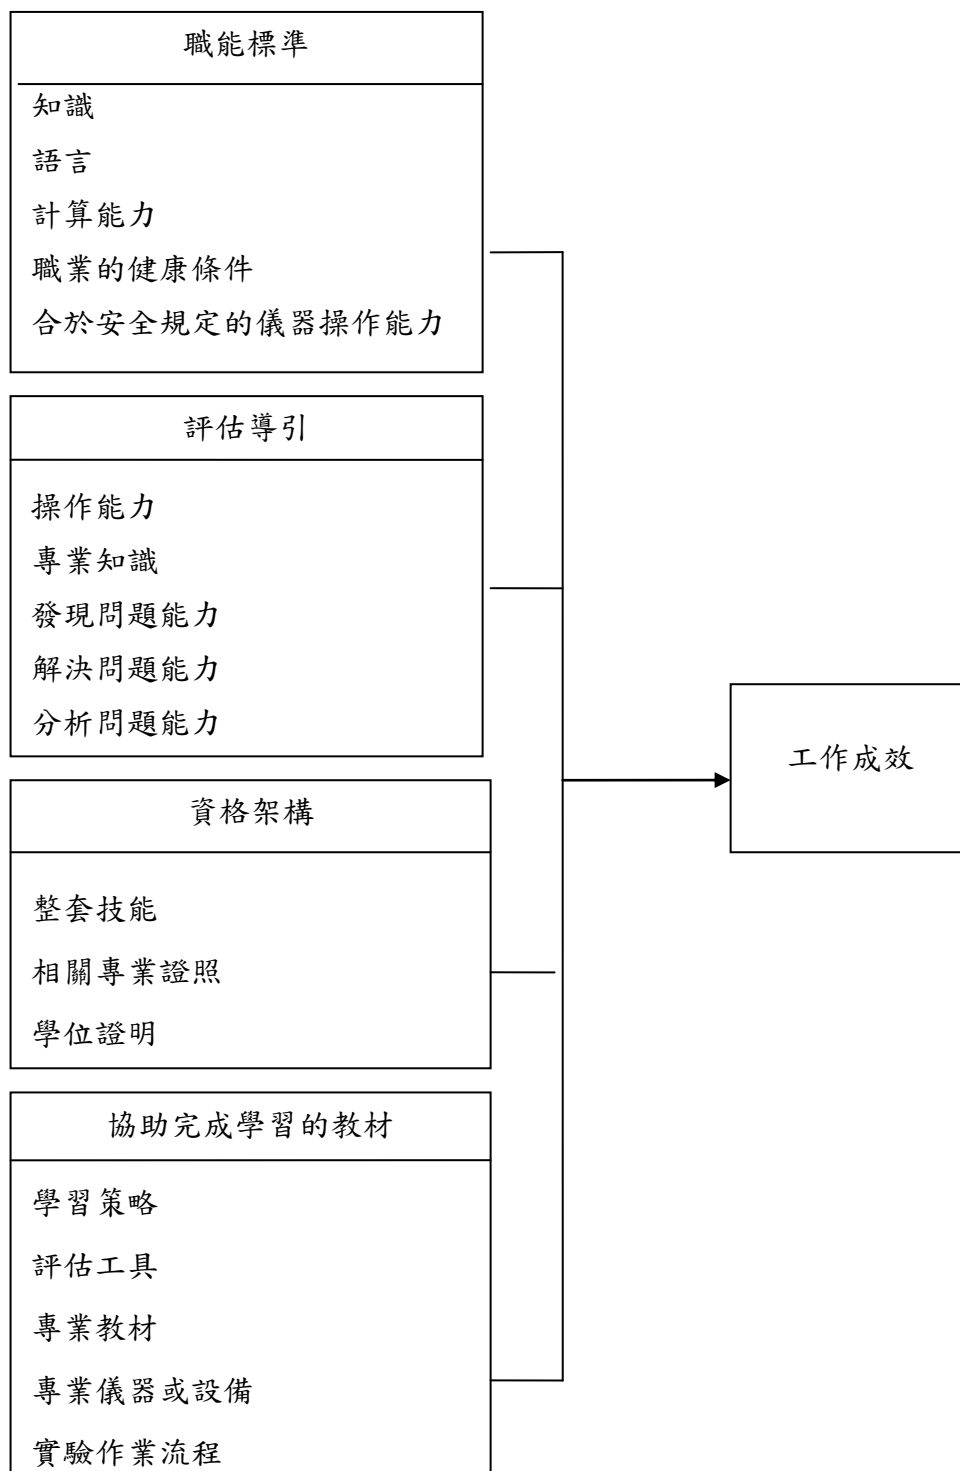 職能標準
知識
語言
計算能力
職業的健康條件
合於安全規定的儀器操作能力
評估導引
操作能力
專業知識
發現問題能力
解決問題能力
分析問題能力
資格架構
整套技能
相關專業證照
學位證明
協助完成學習的教材
學習策略
評估工具
專業教材
專業儀器或設備
實驗作業流程
工作成效